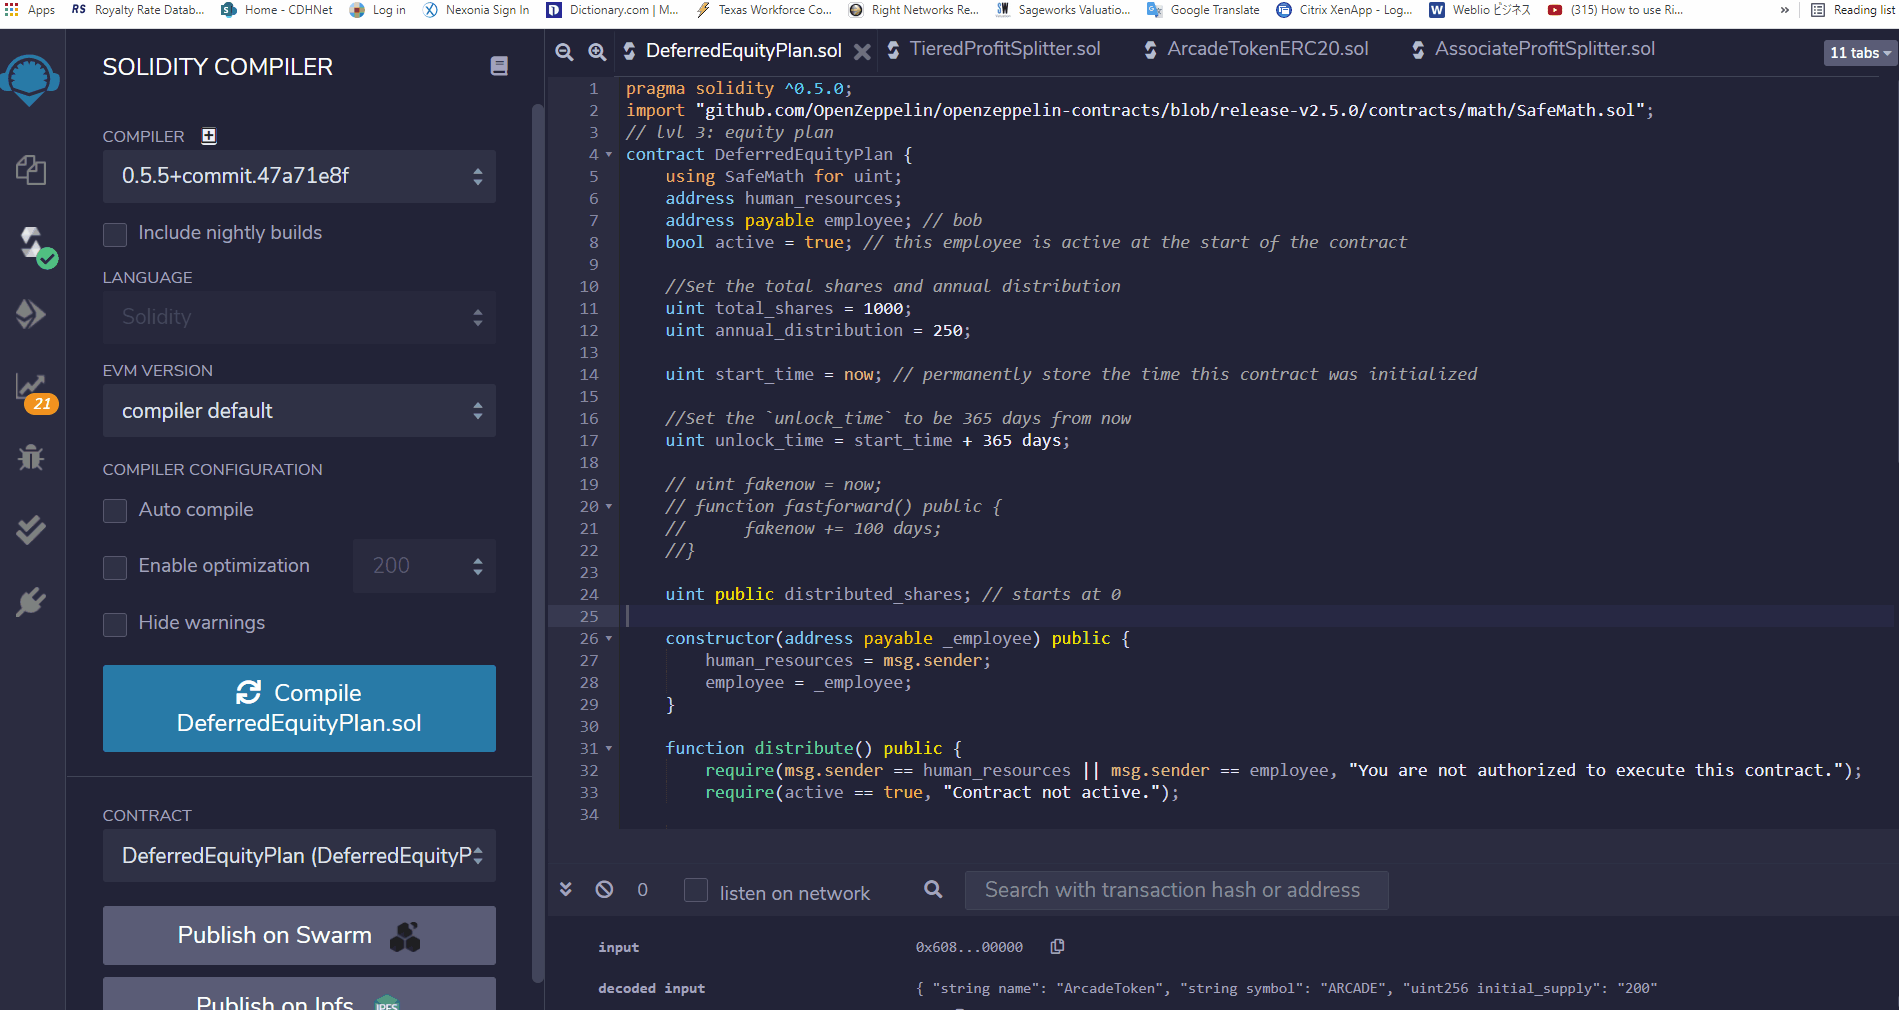 Apps RS Royalty Rate Datab... Home - CDHNet Log in Nexonia Sign In Dictionary.com | M... Texas Workforce Co... Right Networks Re... Sageworks Valuatio... Google Translate Citrix XenApp - Log... Weblio ビジネス (315) How to use Ri... » Reading list
SOLIDITY COMPILER
COMPILER
0.5.5+commit.47a71e8f
Include nightly builds
LANGUAGE
Solidity
EVM VERSION
compiler default
COMPILER CONFIGURATION
Auto compile
Enable optimization 200
Hide warnings
Compile
DeferredEquityPlan.sol
CONTRACT
DeferredEquityPlan (DeferredEquityP
Publish on Swarm
Publish on Ipfs IPFS
21
DeferredEquityPlan.sol TieredProfitSplitter.sol ArcadeTokenERC20.sol AssociateProfitSplitter.sol 11 tabs
1 pragma solidity ^0.5.0;
2 import "github.com/OpenZeppelin/openzeppelin-contracts/blob/release-v2.5.0/contracts/math/SafeMath.sol";
3 // lvl 3: equity plan
4 contract DeferredEquityPlan {
5 using SafeMath for uint;
6 address human_resources;
7 address payable employee; // bob
8 bool active = true; // this employee is active at the start of the contract
9
10 //Set the total shares and annual distribution
11 uint total_shares = 1000;
12 uint annual_distribution = 250;
13
14 uint start_time = now; // permanently store the time this contract was initialized
15
16 //Set the `unlock_time` to be 365 days from now
17 uint unlock_time = start_time + 365 days;
18
19 // uint fakenow = now;
20 // function fastforward() public {
21 // fakenow += 100 days;
22 //}
23
24 uint public distributed_shares; // starts at 0
25
26 constructor(address payable _employee) public {
27 human_resources = msg.sender;
28 employee = _employee;
29 }
30
31 function distribute() public {
32 require(msg.sender == human_resources || msg.sender == employee, "You are not authorized to execute this contract.");
33 require(active == true, "Contract not active.");
34
0 listen on network Search with transaction hash or address
input 0x608...00000
decoded input { "string name": "ArcadeToken", "string symbol": "ARCADE", "uint256 initial_supply": "200"